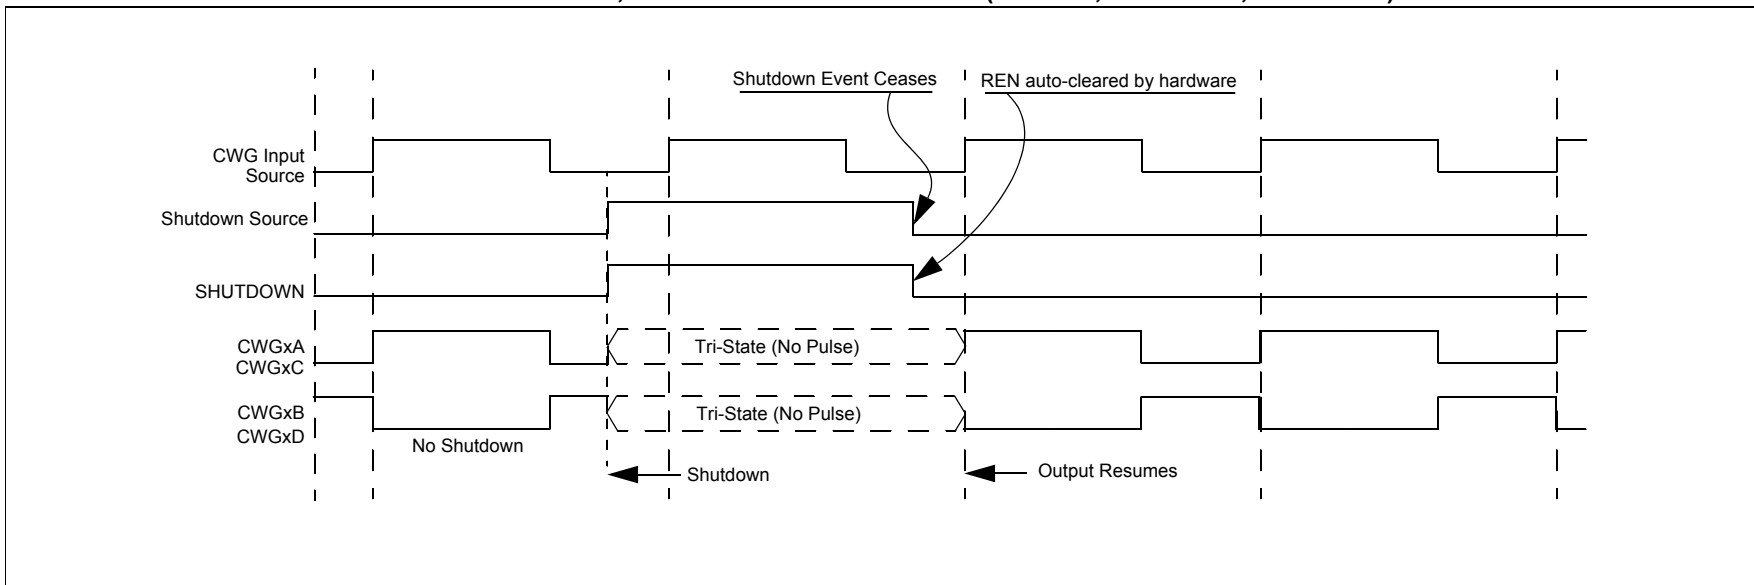 Shutdown Event Ceases
REN auto-cleared by hardware
CWG Input
Source
Shutdown Source
SHUTDOWN
CWGxA
CWGxC
Tri-State (No Pulse)
CWGxB
CWGxD
Tri-State (No Pulse)
No Shutdown
Shutdown
Output Resumes